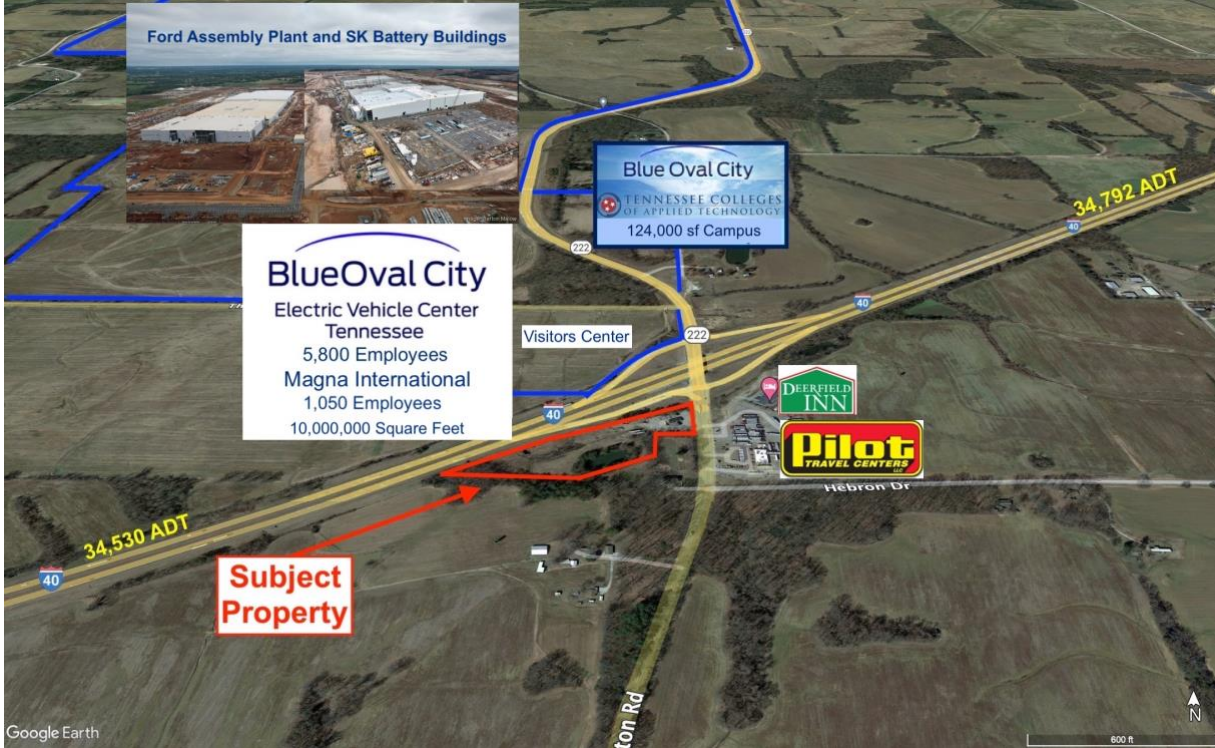 Ford Assembly Plant and SK Battery Buildings
Blue Oval City
TENNESSEE COLLEGES
OF APPLIED TECHNOLOGY
124,000 sf Campus
34,792 ADT
40
222
BlueOval City
Electric Vehicle Center
Tennessee
5,800 Employees
Magna International
1,050 Employees
10,000,000 Square Feet
40
Visitors Center
222
DEERFIELD
INN
40
Pilot
TRAVEL CENTERS
LLC
Hebron Dr
34,530 ADT
40
Subject
Property
ton Rd
N
Google Earth
600 ft